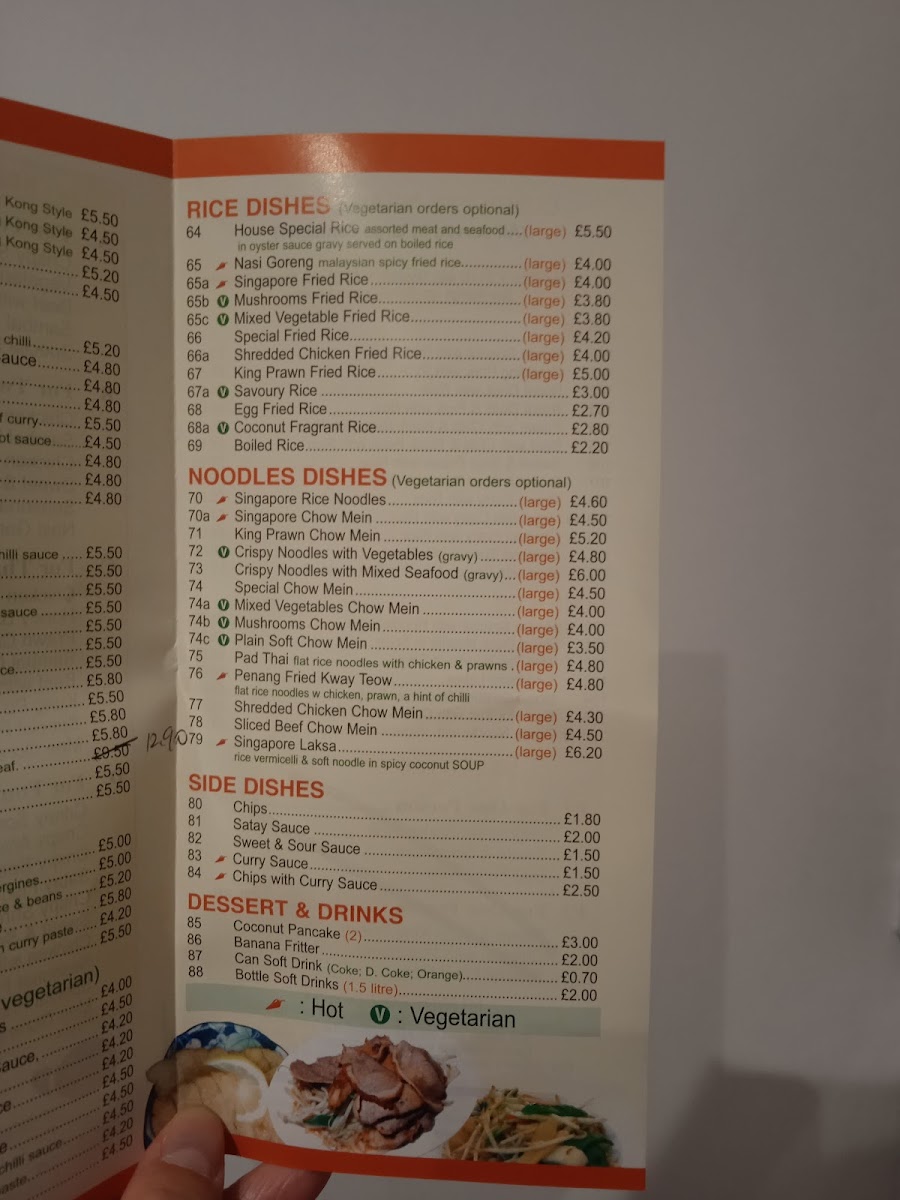 Kong Style £5.50
Kong Style £4.50
Kong Style £4.50
£5.20
£4.50
chilli........... £5.20
auce.......... £4.80
£4.80
£4.80
f curry.......... £5.50
ot sauce........ £4.50
£4.80
£4.80
£4.80
hilli sauce ..... £5.50
£5.50
£5.50
sauce .......... £5.50
£5.50
£5.50
ce............... £5.50
£5.80
£5.50
£5.80
£5.80
eaf. £9.50 12.90
£5.50
£5.50
£5.00
ergines.......... £5.00
ce & beans ....... £5.20
£5.80
n curry paste..... £4.20
£5.50
vegetarian)
s £4.00
£4.50
auce, £4.20
£4.20
ce £4.50
£4.50
e £4.50
chilli sauce £4.20
aste £4.50
RICE DISHES (Vegetarian orders optional)
64 House Special Rice assorted meat and seafood....(large) £5.50
in oyster sauce gravy served on boiled rice
65 Nasi Goreng malaysian spicy fried rice...............(large) £4.00
65a Singapore Fried Rice......(large) £4.00
65b V Mushrooms Fried Rice......(large) £3.80
65c V Mixed Vegetable Fried Rice......(large) £3.80
66 Special Fried Rice......(large) £4.20
66a Shredded Chicken Fried Rice......(large) £4.00
67 King Prawn Fried Rice......(large) £5.00
67a V Savoury Rice ...... £3.00
68 Egg Fried Rice...... £2.70
68a V Coconut Fragrant Rice...... £2.80
69 Boiled Rice...... £2.20
NOODLES DISHES (Vegetarian orders optional)
70 Singapore Rice Noodles......(large) £4.60
70a Singapore Chow Mein ......(large) £4.50
71 King Prawn Chow Mein ......(large) £5.20
72 V Crispy Noodles with Vegetables (gravy) ......(large) £4.80
73 Crispy Noodles with Mixed Seafood (gravy)...(large) £6.00
74 Special Chow Mein......(large) £4.50
74a V Mixed Vegetables Chow Mein ......(large) £4.00
74b V Mushrooms Chow Mein......(large) £4.00
74c V Plain Soft Chow Mein ......(large) £3.50
75 Pad Thai flat rice noodles with chicken & prawns .(large) £4.80
76 Penang Fried Kway Teow......(large) £4.80
flat rice noodles w chicken, prawn, a hint of chilli
77 Shredded Chicken Chow Mein ......(large) £4.30
78 Sliced Beef Chow Mein ......(large) £4.50
79 Singapore Laksa......(large) £6.20
rice vermicelli & soft noodle in spicy coconut SOUP
SIDE DISHES
80 Chips...... £1.80
81 Satay Sauce ...... £2.00
82 Sweet & Sour Sauce ...... £1.50
83 Curry Sauce...... £1.50
84 Chips with Curry Sauce ...... £2.50
DESSERT & DRINKS
85 Coconut Pancake (2)...... £3.00
86 Banana Fritter...... £2.00
87 Can Soft Drink (Coke; D. Coke; Orange)...... £0.70
88 Bottle Soft Drinks (1.5 litre)...... £2.00
: Hot V : Vegetarian